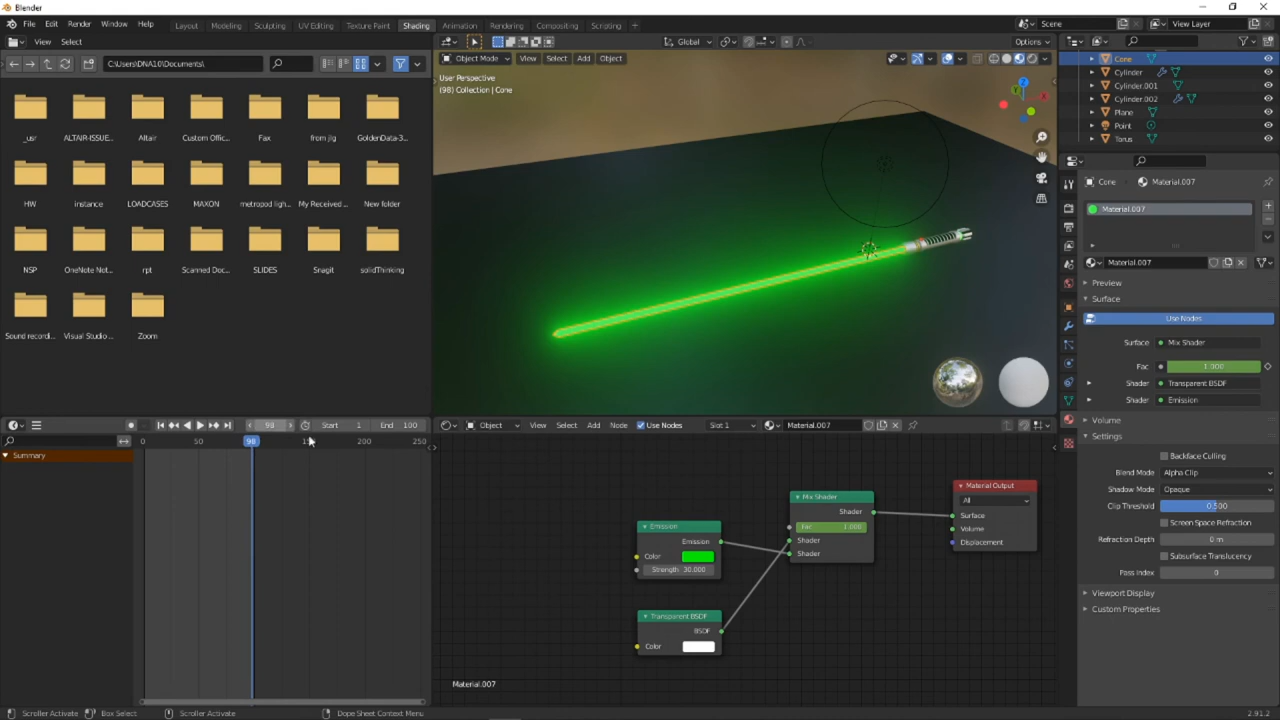 Blender
File Edit Render Window Help Layout Modeling Sculpting UV Editing Texture Paint Shading Animation Rendering Compositing Scripting + Scene View Layer
View Select Global Options
C:\Users\DNA10\Documents\ Object Mode View Select Add Object
User Perspective
(98) Collection | Cone
Cone
Cylinder
Cylinder.001
Cylinder.002
Plane
Point
Torus
_usr ALTAIR-ISSUE... Altair Custom Offic... Fax from jlg GoldenData-3...
HW instance LOADCASES MAXON metropod ligh... My Received ... New folder
NSP OneNote Not... rpt Scanned Doc... SLIDES Snagit solidThinking
Sound recordi... Visual Studio ... Zoom
Cone Material.007
Material.007
Material.007
Preview
Surface
Use Nodes
Surface Mix Shader
Fac 1.000
Shader Transparent BSDF
Shader Emission
Volume
Settings
Backface Culling
Blend Mode Alpha Clip
Shadow Mode Opaque
Clip Threshold 0.500
Screen Space Refraction
Refraction Depth 0 m
Subsurface Translucency
Pass Index 0
Viewport Display
Custom Properties
98 Start 1 End 100
0 50 98 200 250
Summary
Object View Select Add Node Use Nodes Slot 1 Material.007
Mix Shader
Shader
Fac 1.000
Shader
Shader
Material Output
All
Surface
Volume
Displacement
Emission
Emission
Color
Strength 30.000
Transparent BSDF
BSDF
Color
Material.007
Scroller Activate Box Select Scroller Activate Dope Sheet Context Menu 2.91.2